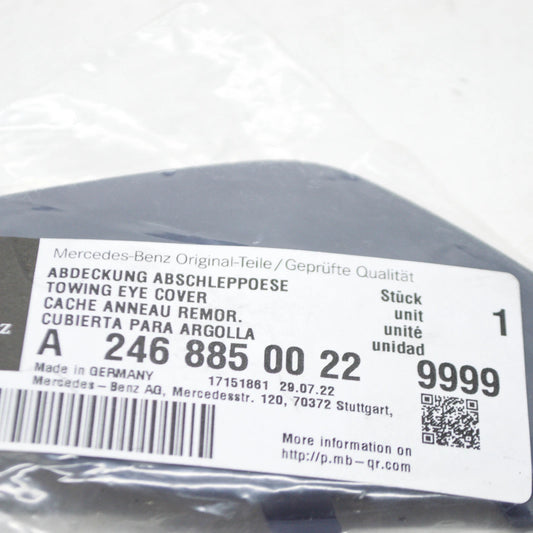 Mercedes-Benz Original-Teile/Geprüfte Qualität
ABDECKUNG ABSCHLEPPOESE
TOWING EYE COVER
CACHE ANNEAU REMOR.
CUBIERTA PARA ARGOLLA
Stück
unit
unité
unidad
1
A 246 885 00 22 9999
Made in GERMANY 17151861 29.07.22
Mercedes-Benz AG, Mercedesstr. 120, 70372 Stuttgart,
More information on
http://p.mb-qr.com